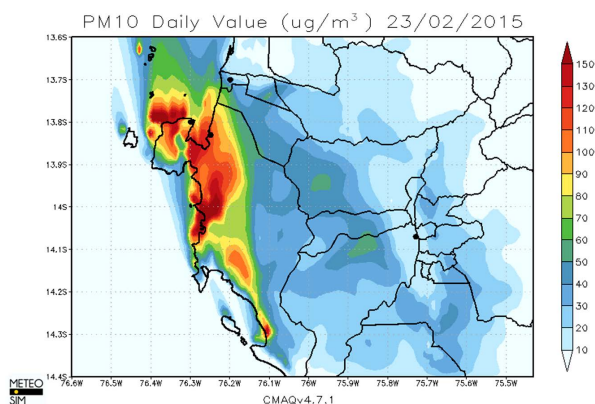 PM10 Daily Value (ug/m³) 23/02/2015
13.6S
13.7S
13.8S
13.9S
14S
14.1S
14.2S
14.3S
14.4S
76.6W 76.5W 76.4W 76.3W 76.2W 76.1W 76W 75.9W 75.8W 75.7W 75.6W 75.5W
150
130
120
110
100
90
80
70
60
50
40
30
20
10
METEO
SIM
CMAQv4.7.1